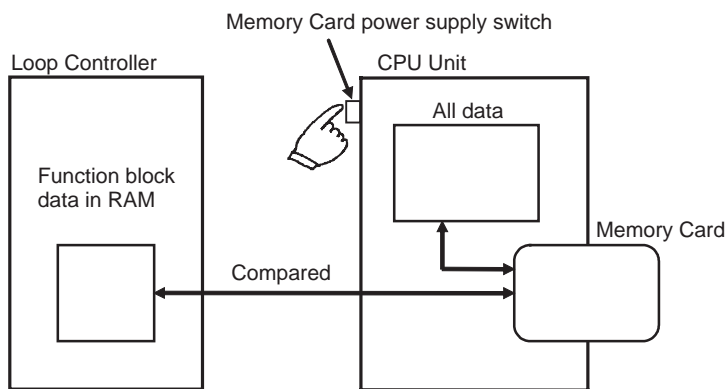 Memory Card power supply switch
Loop Controller
CPU Unit
All data
Function block
data in RAM
Memory Card
Compared